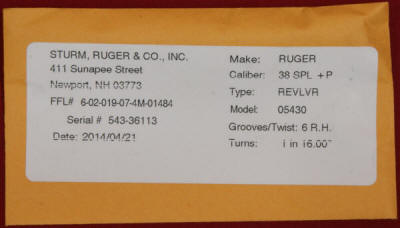 STURM, RUGER & CO., INC.
411 Sunapee Street
Newport, NH 03773
FFL# 6-02-019-07-4M-01484
Serial # 543-36113
Date: 2014/04/21
Make: RUGER
Caliber: 38 SPL +P
Type: REVLVR
Model: 05430
Grooves/Twist: 6 R.H.
Turns: 1 in 16.00"